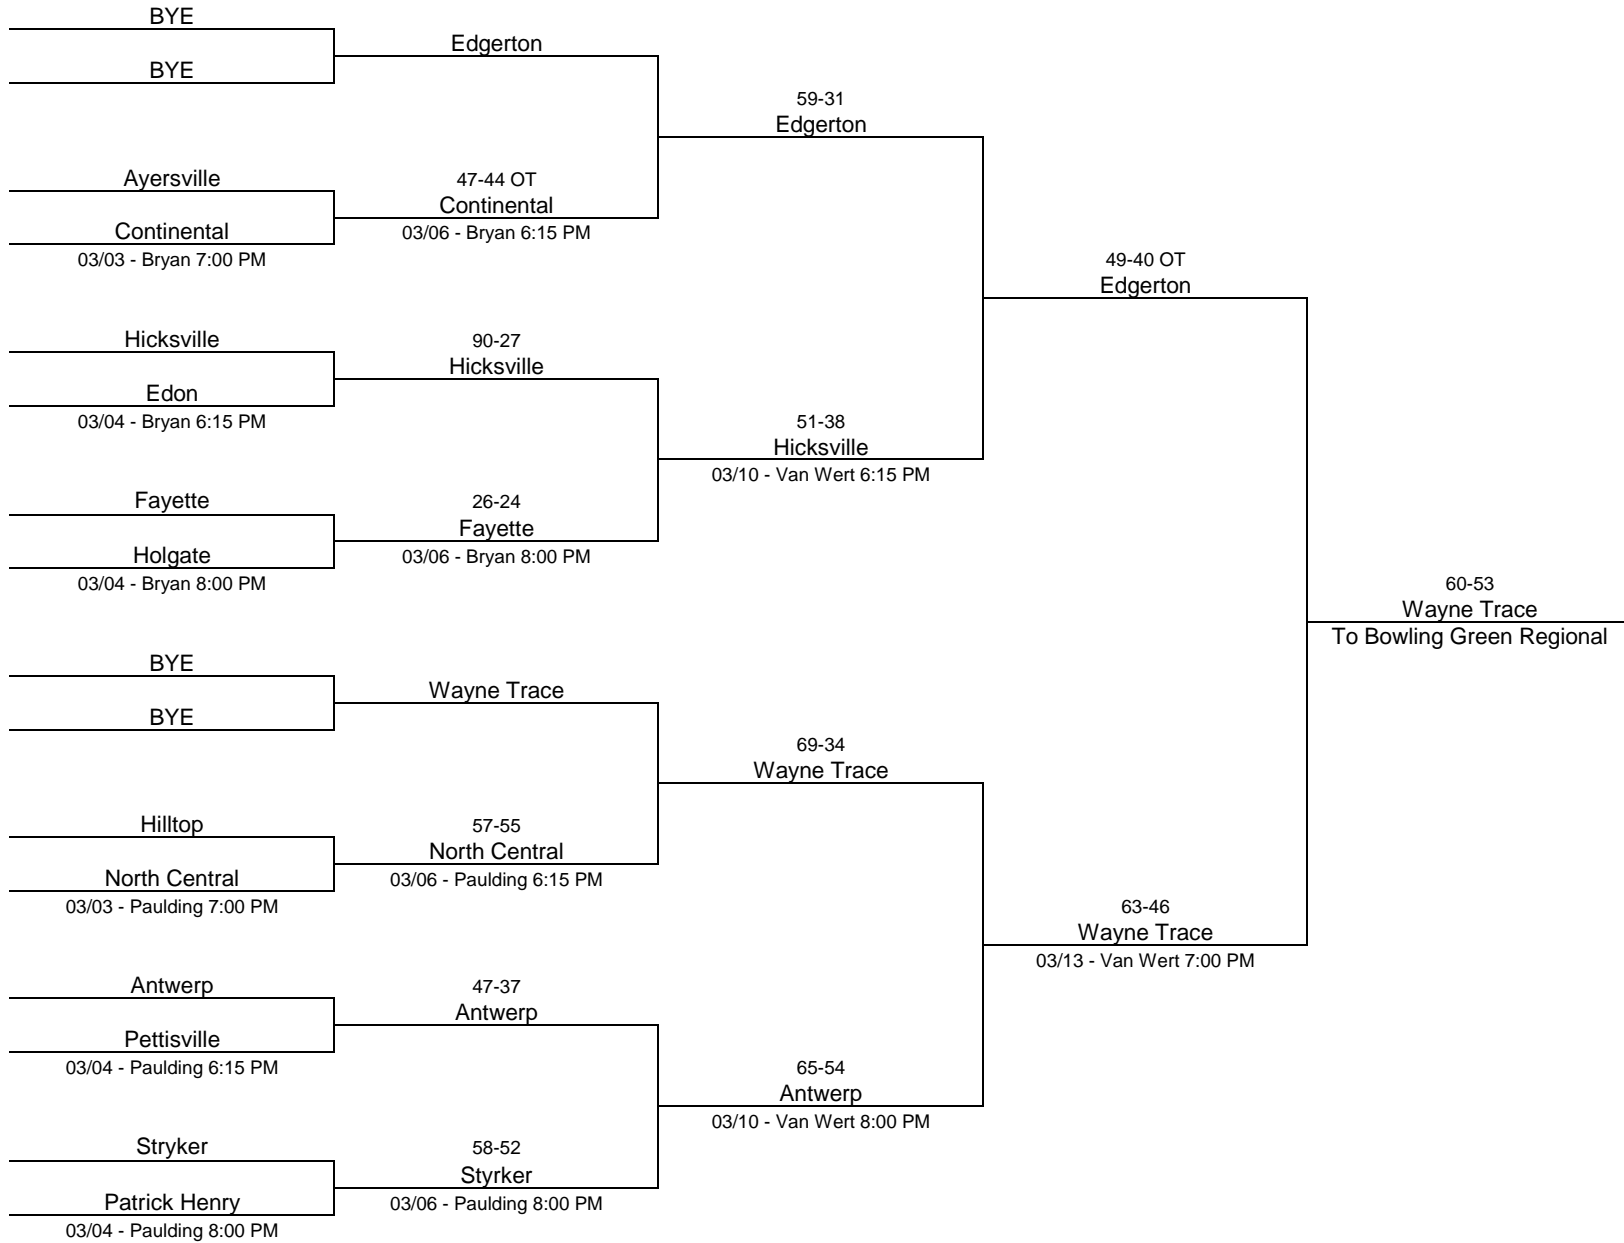 BYE
BYE
Edgerton
59-31
Edgerton
Ayersville
Continental
03/03 - Bryan 7:00 PM
47-44 OT
Continental
03/06 - Bryan 6:15 PM
49-40 OT
Edgerton
Hicksville
Edon
03/04 - Bryan 6:15 PM
90-27
Hicksville
51-38
Hicksville
03/10 - Van Wert 6:15 PM
Fayette
Holgate
03/04 - Bryan 8:00 PM
26-24
Fayette
03/06 - Bryan 8:00 PM
60-53
Wayne Trace
To Bowling Green Regional
BYE
BYE
Wayne Trace
69-34
Wayne Trace
Hilltop
North Central
03/03 - Paulding 7:00 PM
57-55
North Central
03/06 - Paulding 6:15 PM
63-46
Wayne Trace
03/13 - Van Wert 7:00 PM
Antwerp
Pettisville
03/04 - Paulding 6:15 PM
47-37
Antwerp
65-54
Antwerp
03/10 - Van Wert 8:00 PM
Stryker
Patrick Henry
03/04 - Paulding 8:00 PM
58-52
Styrker
03/06 - Paulding 8:00 PM